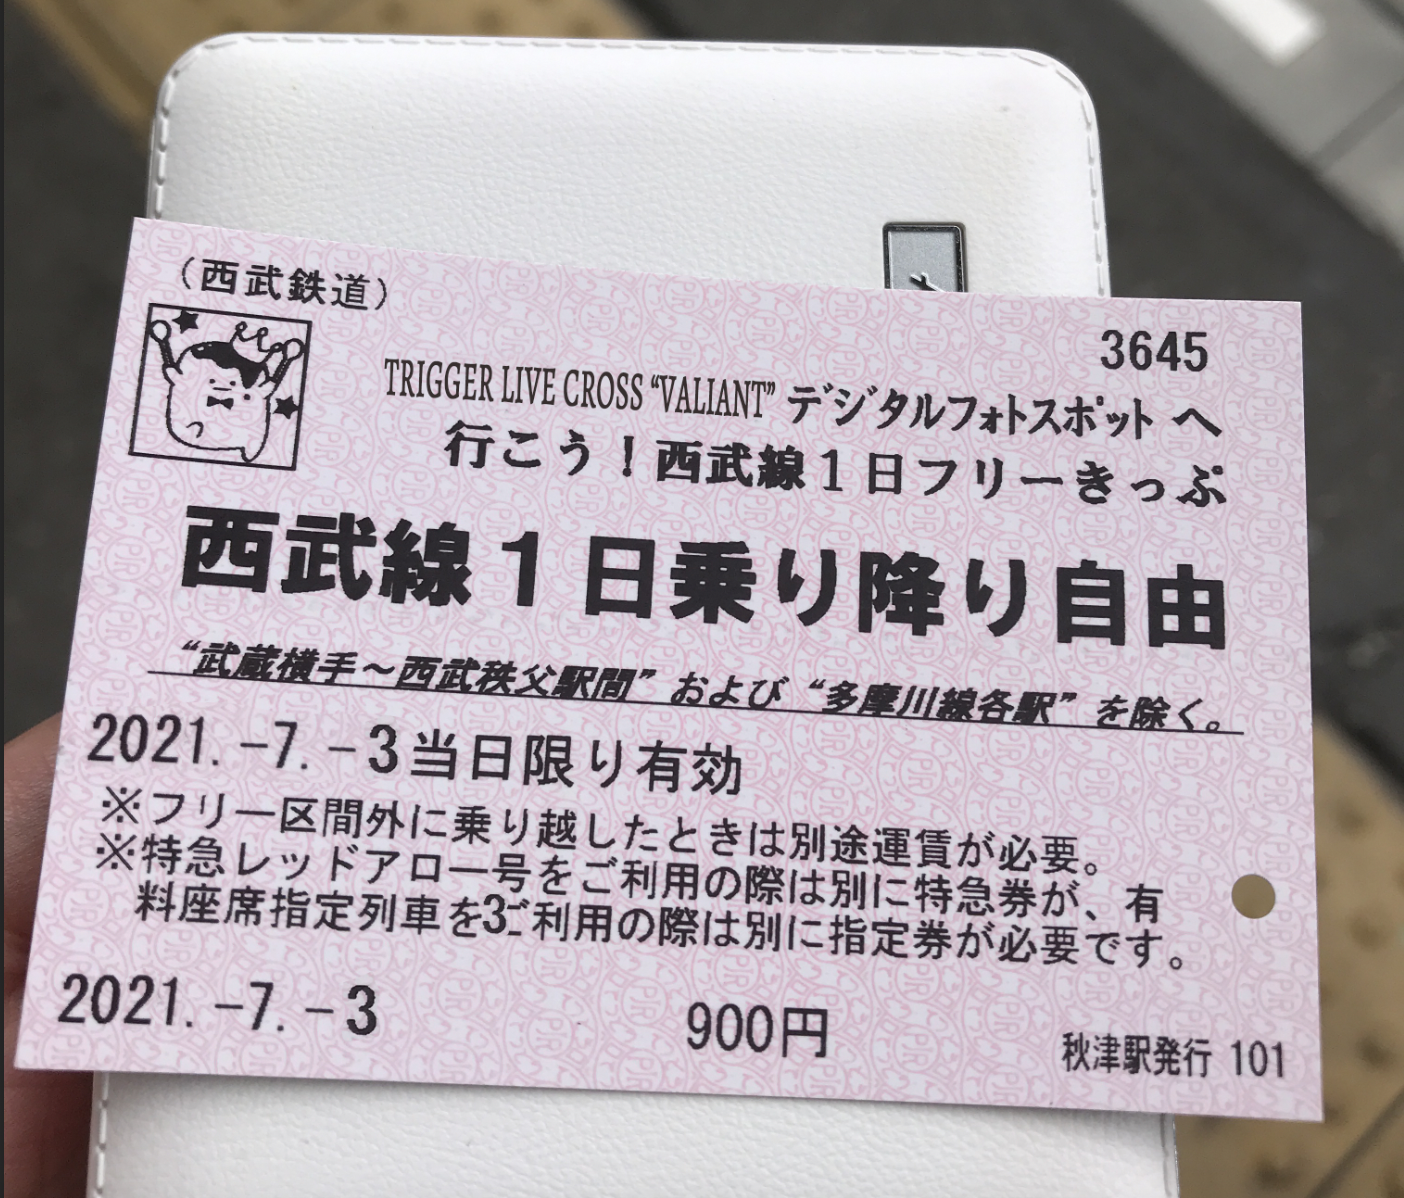 （西武鉄道）
3645
TRIGGER LIVE CROSS “VALIANT” デジタルフォトスポット へ
行こう！西武線１日フリーきっぷ
西武線１日乗り降り自由
“武蔵横手～西武秩父駅間”および“多摩川線各駅”を除く。
2021.-7.-3当日限り有効
※フリー区間外に乗り越したときは別途運賃が必要。
※特急レッドアロー号をご利用の際は別に特急券が、有
料座席指定列車を3ご利用の際は別に指定券が必要です。
2021.-7.-3
900円
秋津駅発行 101